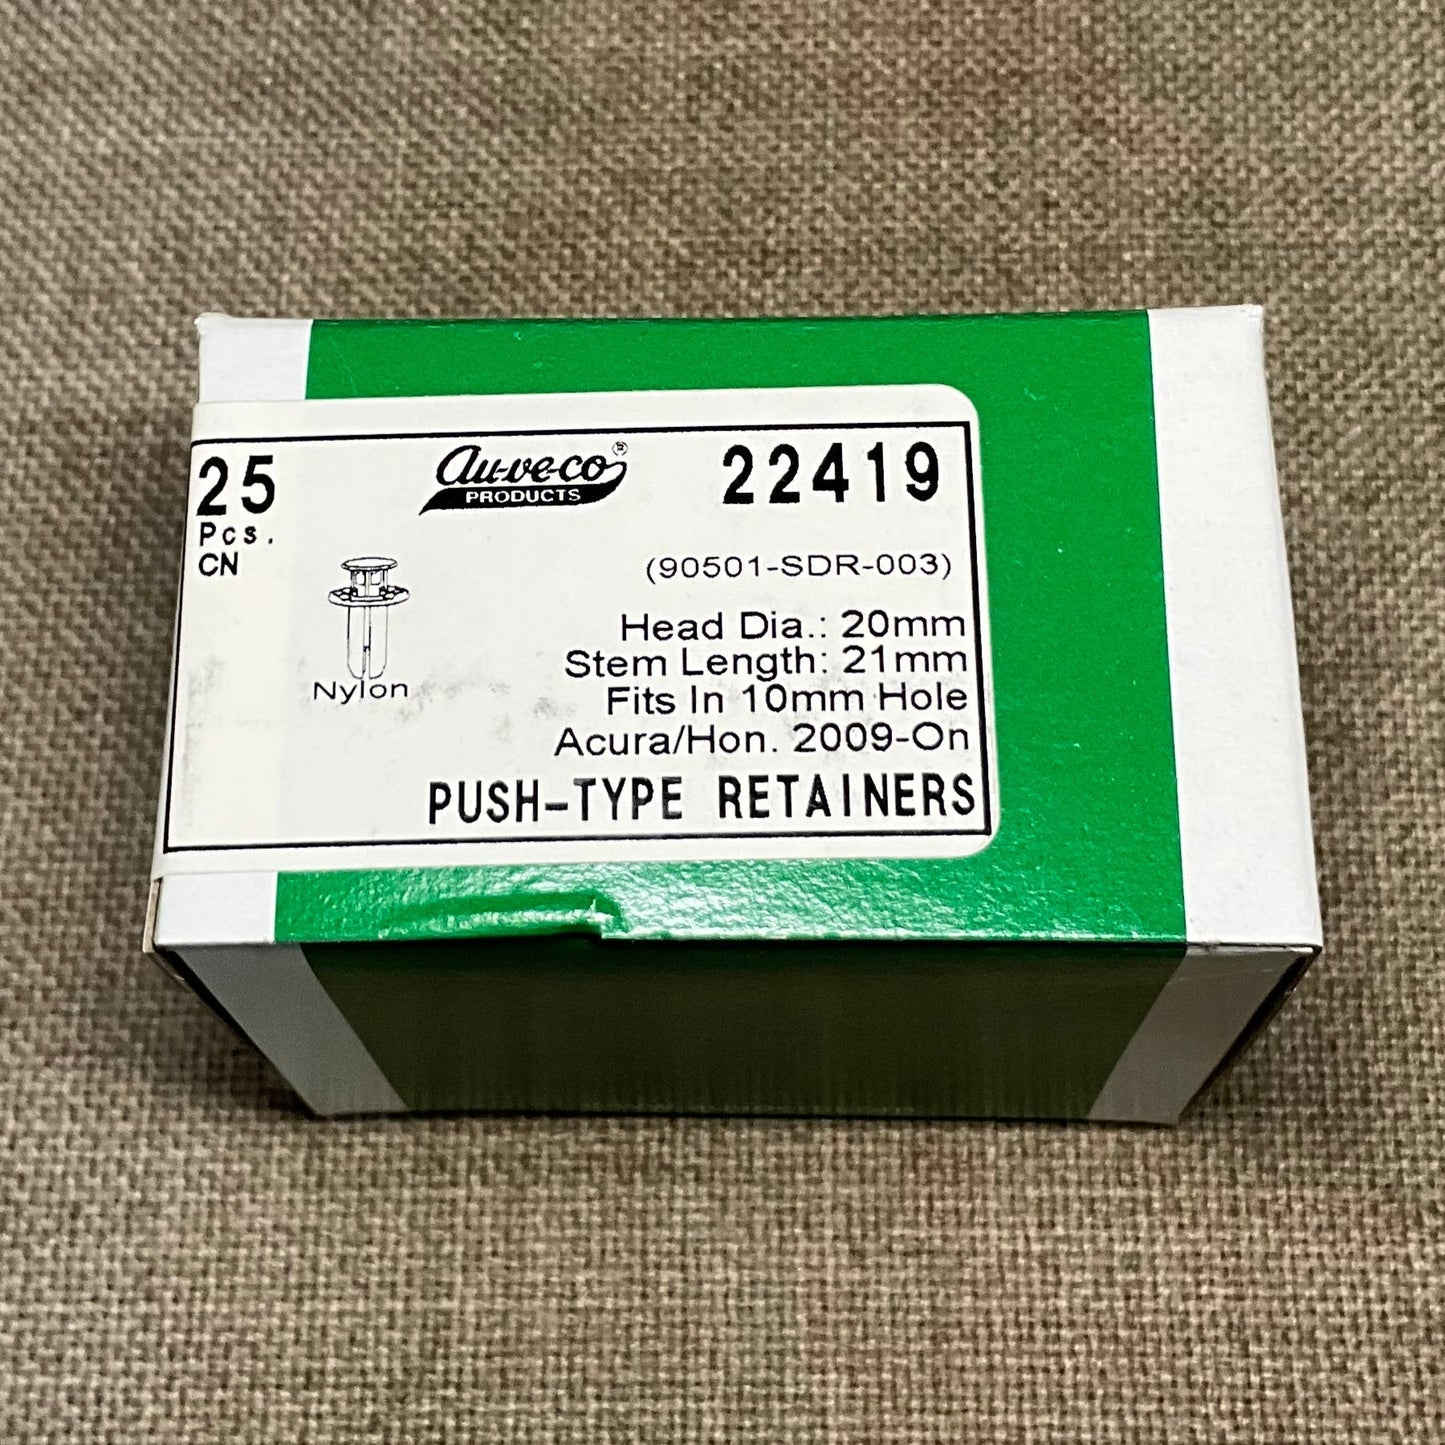 25
Pcs.
CN
Au-ve-co®
PRODUCTS
22419
(90501-SDR-003)
Nylon
Head Dia.: 20mm
Stem Length: 21mm
Fits In 10mm Hole
Acura/Hon. 2009-On
PUSH-TYPE RETAINERS